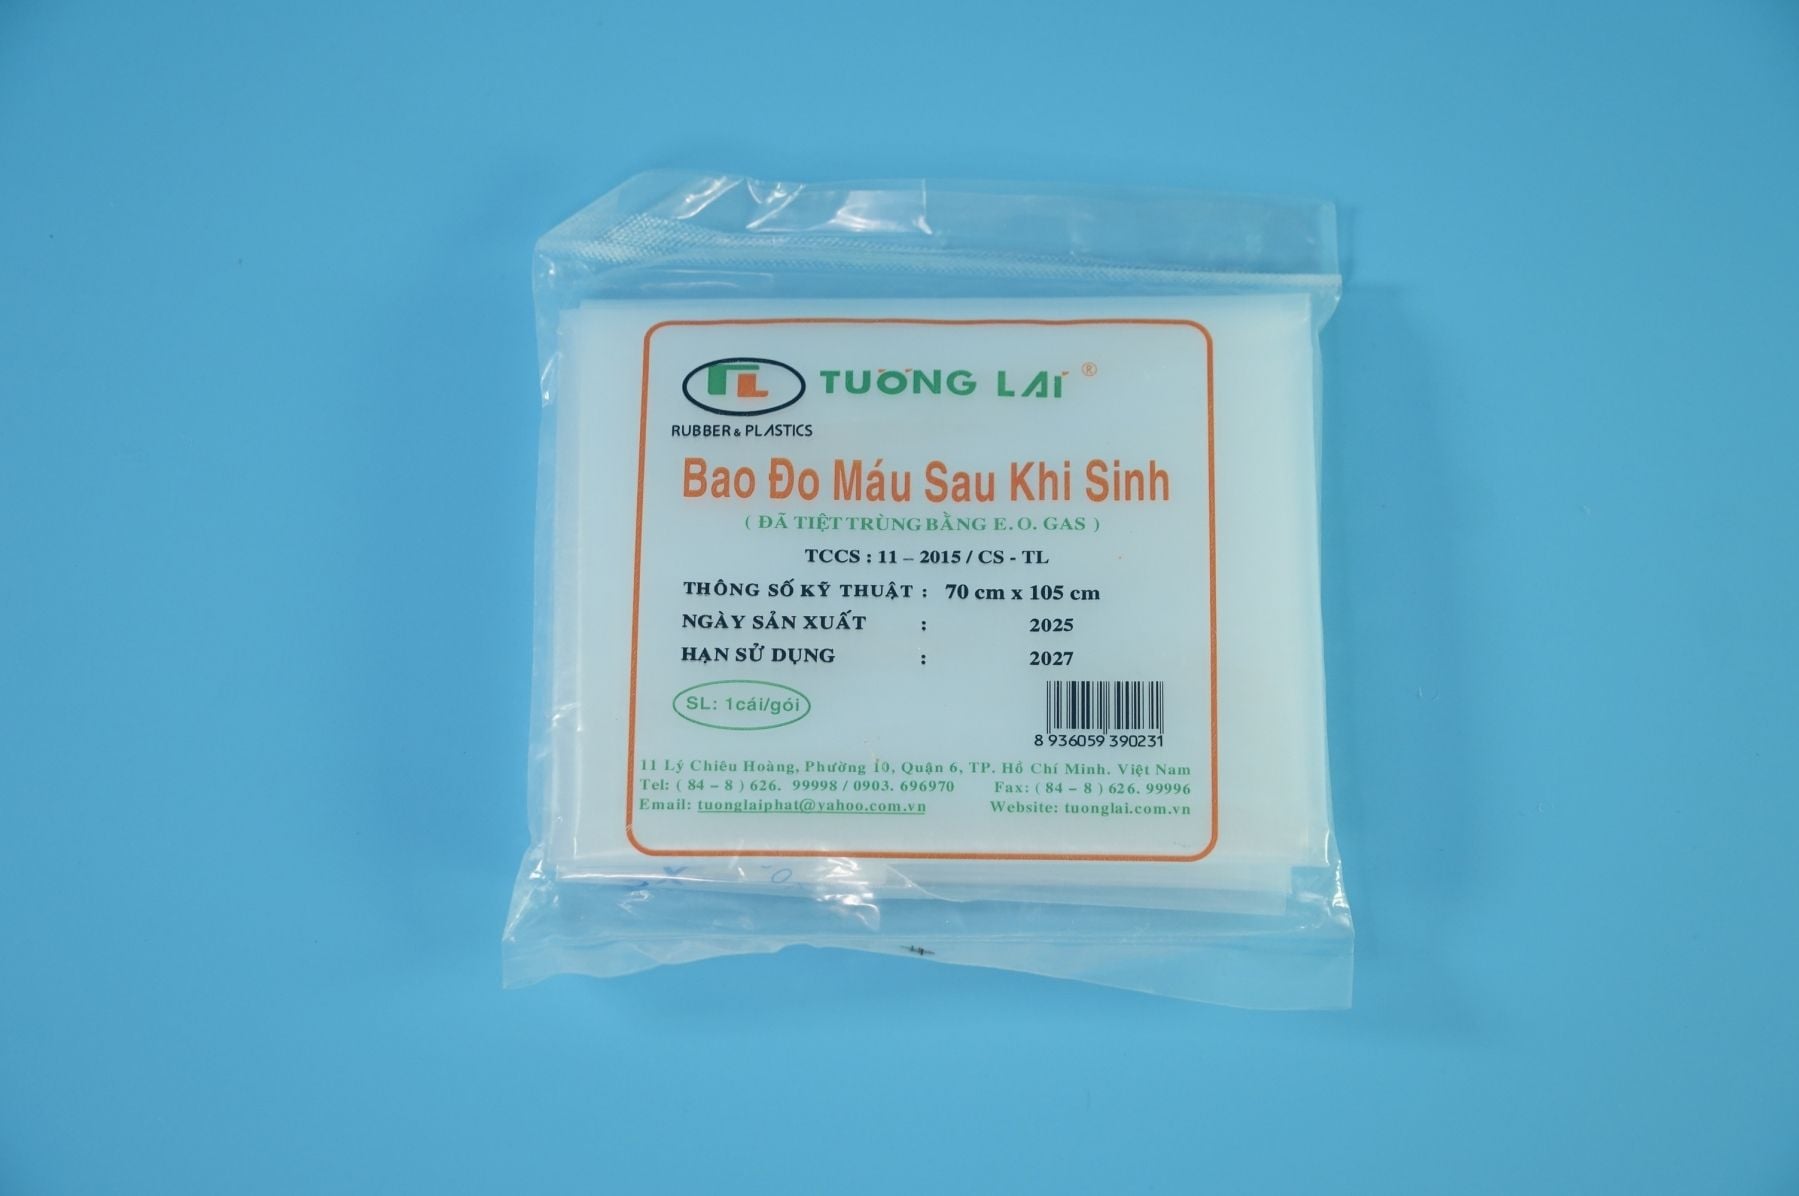 TL TƯƠNG LAI ®
RUBBER & PLASTICS
Bao Đo Máu Sau Khi Sinh
( ĐÃ TIỆT TRÙNG BẰNG E. O. GAS )
TCCS : 11 – 2015 / CS - TL
THÔNG SỐ KỸ THUẬT : 70 cm x 105 cm
NGÀY SẢN XUẤT : 2025
HẠN SỬ DỤNG : 2027
SL: 1cái/gói
8 936059 390231
11 Lý Chiêu Hoàng, Phường 10, Quận 6, TP. Hồ Chí Minh. Việt Nam
Tel: ( 84 – 8 ) 626. 99998 / 0903. 696970 Fax: ( 84 – 8 ) 626. 99996
Email: tuonglaiphat@yahoo.com.vn Website: tuonglai.com.vn